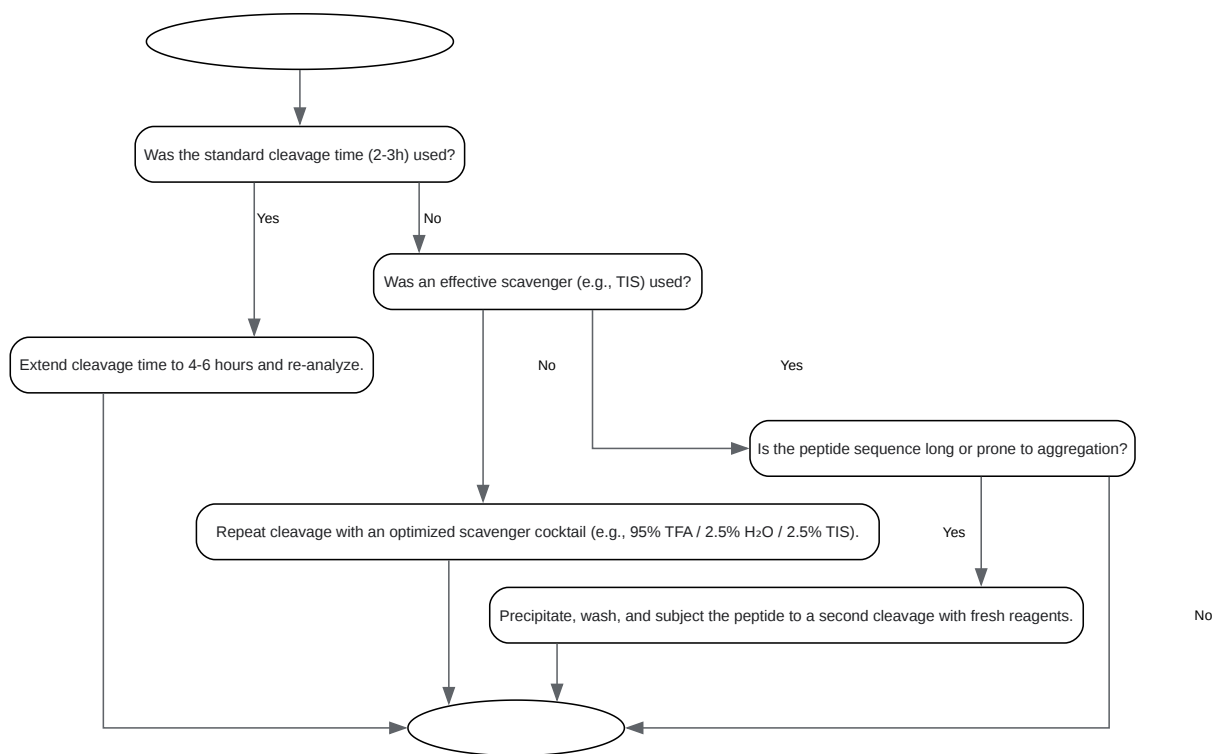 Was the standard cleavage time (2-3h) used?
Yes
No
Was an effective scavenger (e.g., TIS) used?
Extend cleavage time to 4-6 hours and re-analyze.
No
Yes
Is the peptide sequence long or prone to aggregation?
Repeat cleavage with an optimized scavenger cocktail (e.g., 95% TFA / 2.5% H₂O / 2.5% TIS).
Yes
Precipitate, wash, and subject the peptide to a second cleavage with fresh reagents.
No